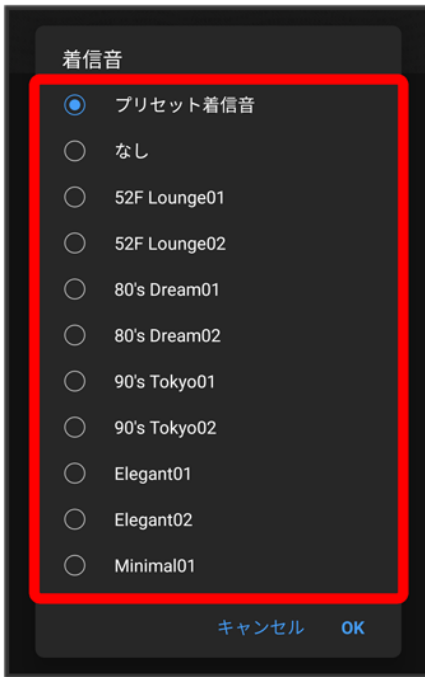 着信音
プリセット着信音
なし
52F Lounge01
52F Lounge02
80's Dream01
80's Dream02
90's Tokyo01
90's Tokyo02
Elegant01
Elegant02
Minimal01
キャンセル OK